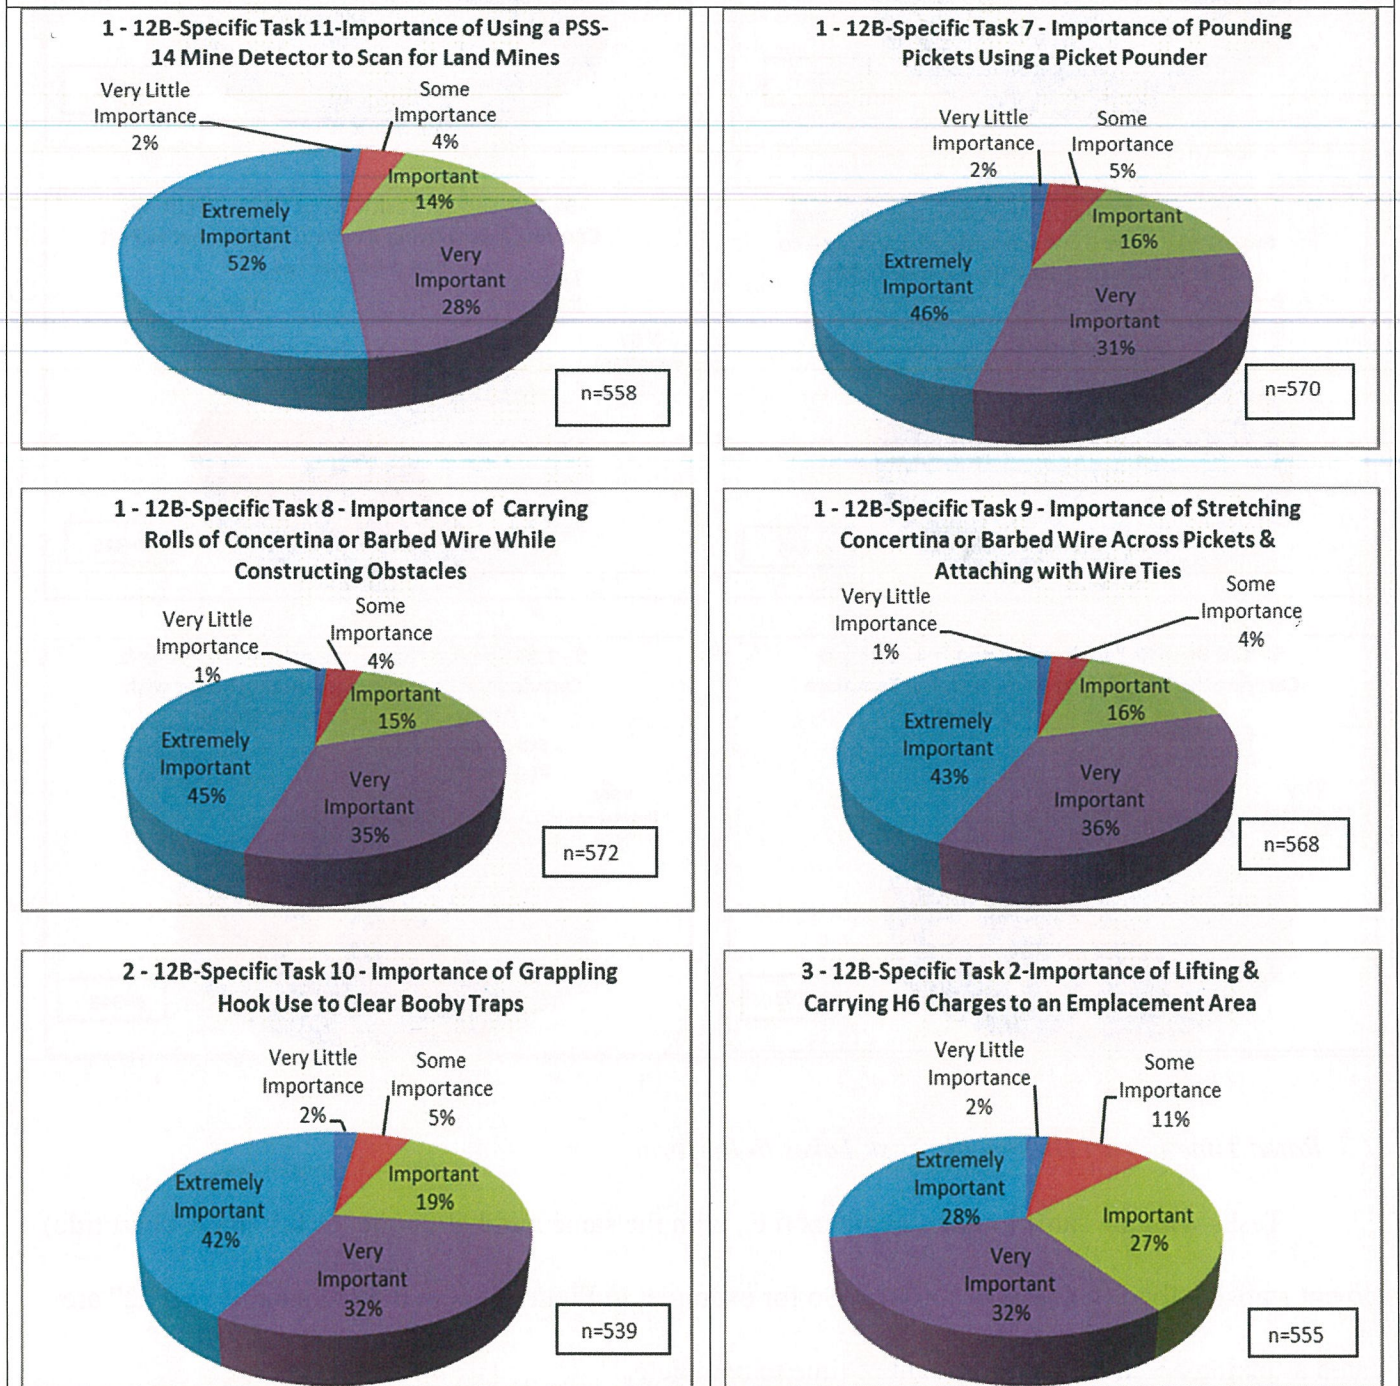 1 - 12B-Specific Task 11-Importance of Using a PSS-
14 Mine Detector to Scan for Land Mines
Very Little
Importance
2%
Some
Importance
4%
Important
14%
Very
Important
28%
Extremely
Important
52%
n=558
1 - 12B-Specific Task 7 - Importance of Pounding
Pickets Using a Picket Pounder
Very Little
Importance
2%
Some
Importance
5%
Important
16%
Very
Important
31%
Extremely
Important
46%
n=570
1 - 12B-Specific Task 8 - Importance of Carrying
Rolls of Concertina or Barbed Wire While
Constructing Obstacles
Very Little
Importance
1%
Some
Importance
4%
Important
15%
Very
Important
35%
Extremely
Important
45%
n=572
1 - 12B-Specific Task 9 - Importance of Stretching
Concertina or Barbed Wire Across Pickets &
Attaching with Wire Ties
Very Little
Importance
1%
Some
Importance
4%
Important
16%
Very
Important
36%
Extremely
Important
43%
n=568
2 - 12B-Specific Task 10 - Importance of Grappling
Hook Use to Clear Booby Traps
Very Little
Importance
2%
Some
Importance
5%
Important
19%
Very
Important
32%
Extremely
Important
42%
n=539
3 - 12B-Specific Task 2-Importance of Lifting &
Carrying H6 Charges to an Emplacement Area
Very Little
Importance
2%
Some
Importance
11%
Important
27%
Very
Important
32%
Extremely
Important
28%
n=555